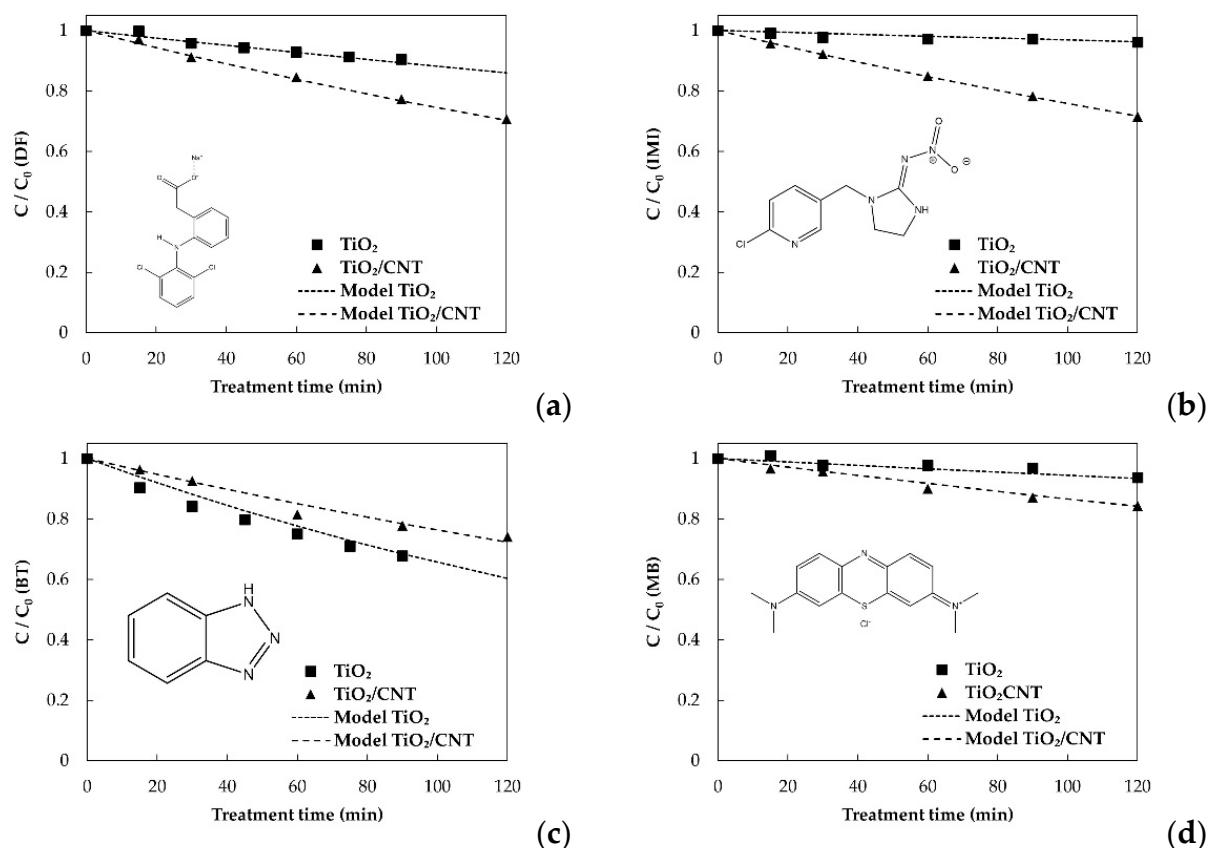 1
0.8
0.6
0.4
0.2
0
C / C₀ (DF)
Na⁺
O
O⁻
H
N
Cl
Cl
TiO₂
TiO₂/CNT
Model TiO₂
Model TiO₂/CNT
0 20 40 60 80 100 120
Treatment time (min)
(a)
1
0.8
0.6
0.4
0.2
0
C / C₀ (IMI)
O
N
N
⊕
O
⊖
N
NH
Cl
N
TiO₂
TiO₂/CNT
Model TiO₂
Model TiO₂/CNT
0 20 40 60 80 100 120
Treatment time (min)
(b)
1
0.8
0.6
0.4
0.2
0
C / C₀ (BT)
H
N
N
N
TiO₂
TiO₂/CNT
Model TiO₂
Model TiO₂/CNT
0 20 40 60 80 100 120
Treatment time (min)
(c)
1
0.8
0.6
0.4
0.2
0
C / C₀ (MB)
N
N
S
N⁺
Cl⁻
TiO₂
TiO₂CNT
Model TiO₂
Model TiO₂/CNT
0 20 40 60 80 100 120
Treatment time (min)
(d)